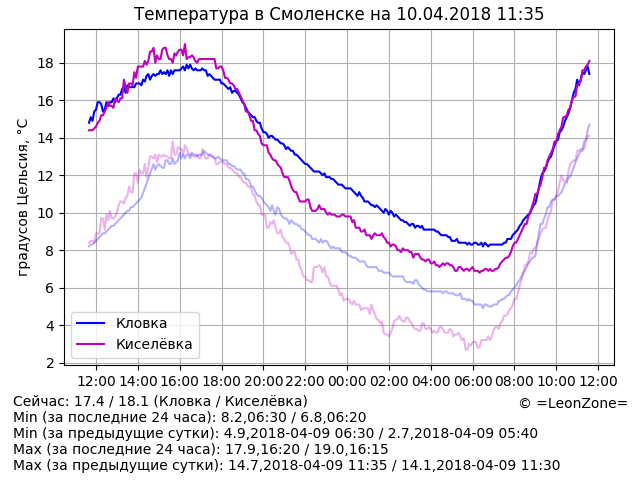 Температура в Смоленске на 10.04.2018 11:35
градусов Цельсия, °C
18
16
14
12
10
8
6
4
2
Кловка
Киселёвка
12:00 14:00 16:00 18:00 20:00 22:00 00:00 02:00 04:00 06:00 08:00 10:00 12:00
Сейчас: 17.4 / 18.1 (Кловка / Киселёвка)
© =LeonZone=
Min (за последние 24 часа): 8.2,06:30 / 6.8,06:20
Min (за предыдущие сутки): 4.9,2018-04-09 06:30 / 2.7,2018-04-09 05:40
Max (за последние 24 часа): 17.9,16:20 / 19.0,16:15
Max (за предыдущие сутки): 14.7,2018-04-09 11:35 / 14.1,2018-04-09 11:30